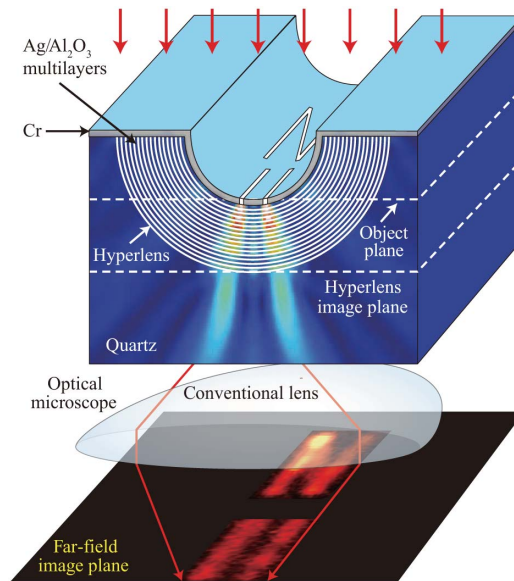 Ag/Al₂O₃
multilayers
Cr
Object
plane
Hyperlens
Hyperlens
image plane
Quartz
Optical
microscope
Conventional lens
Far-field
image plane